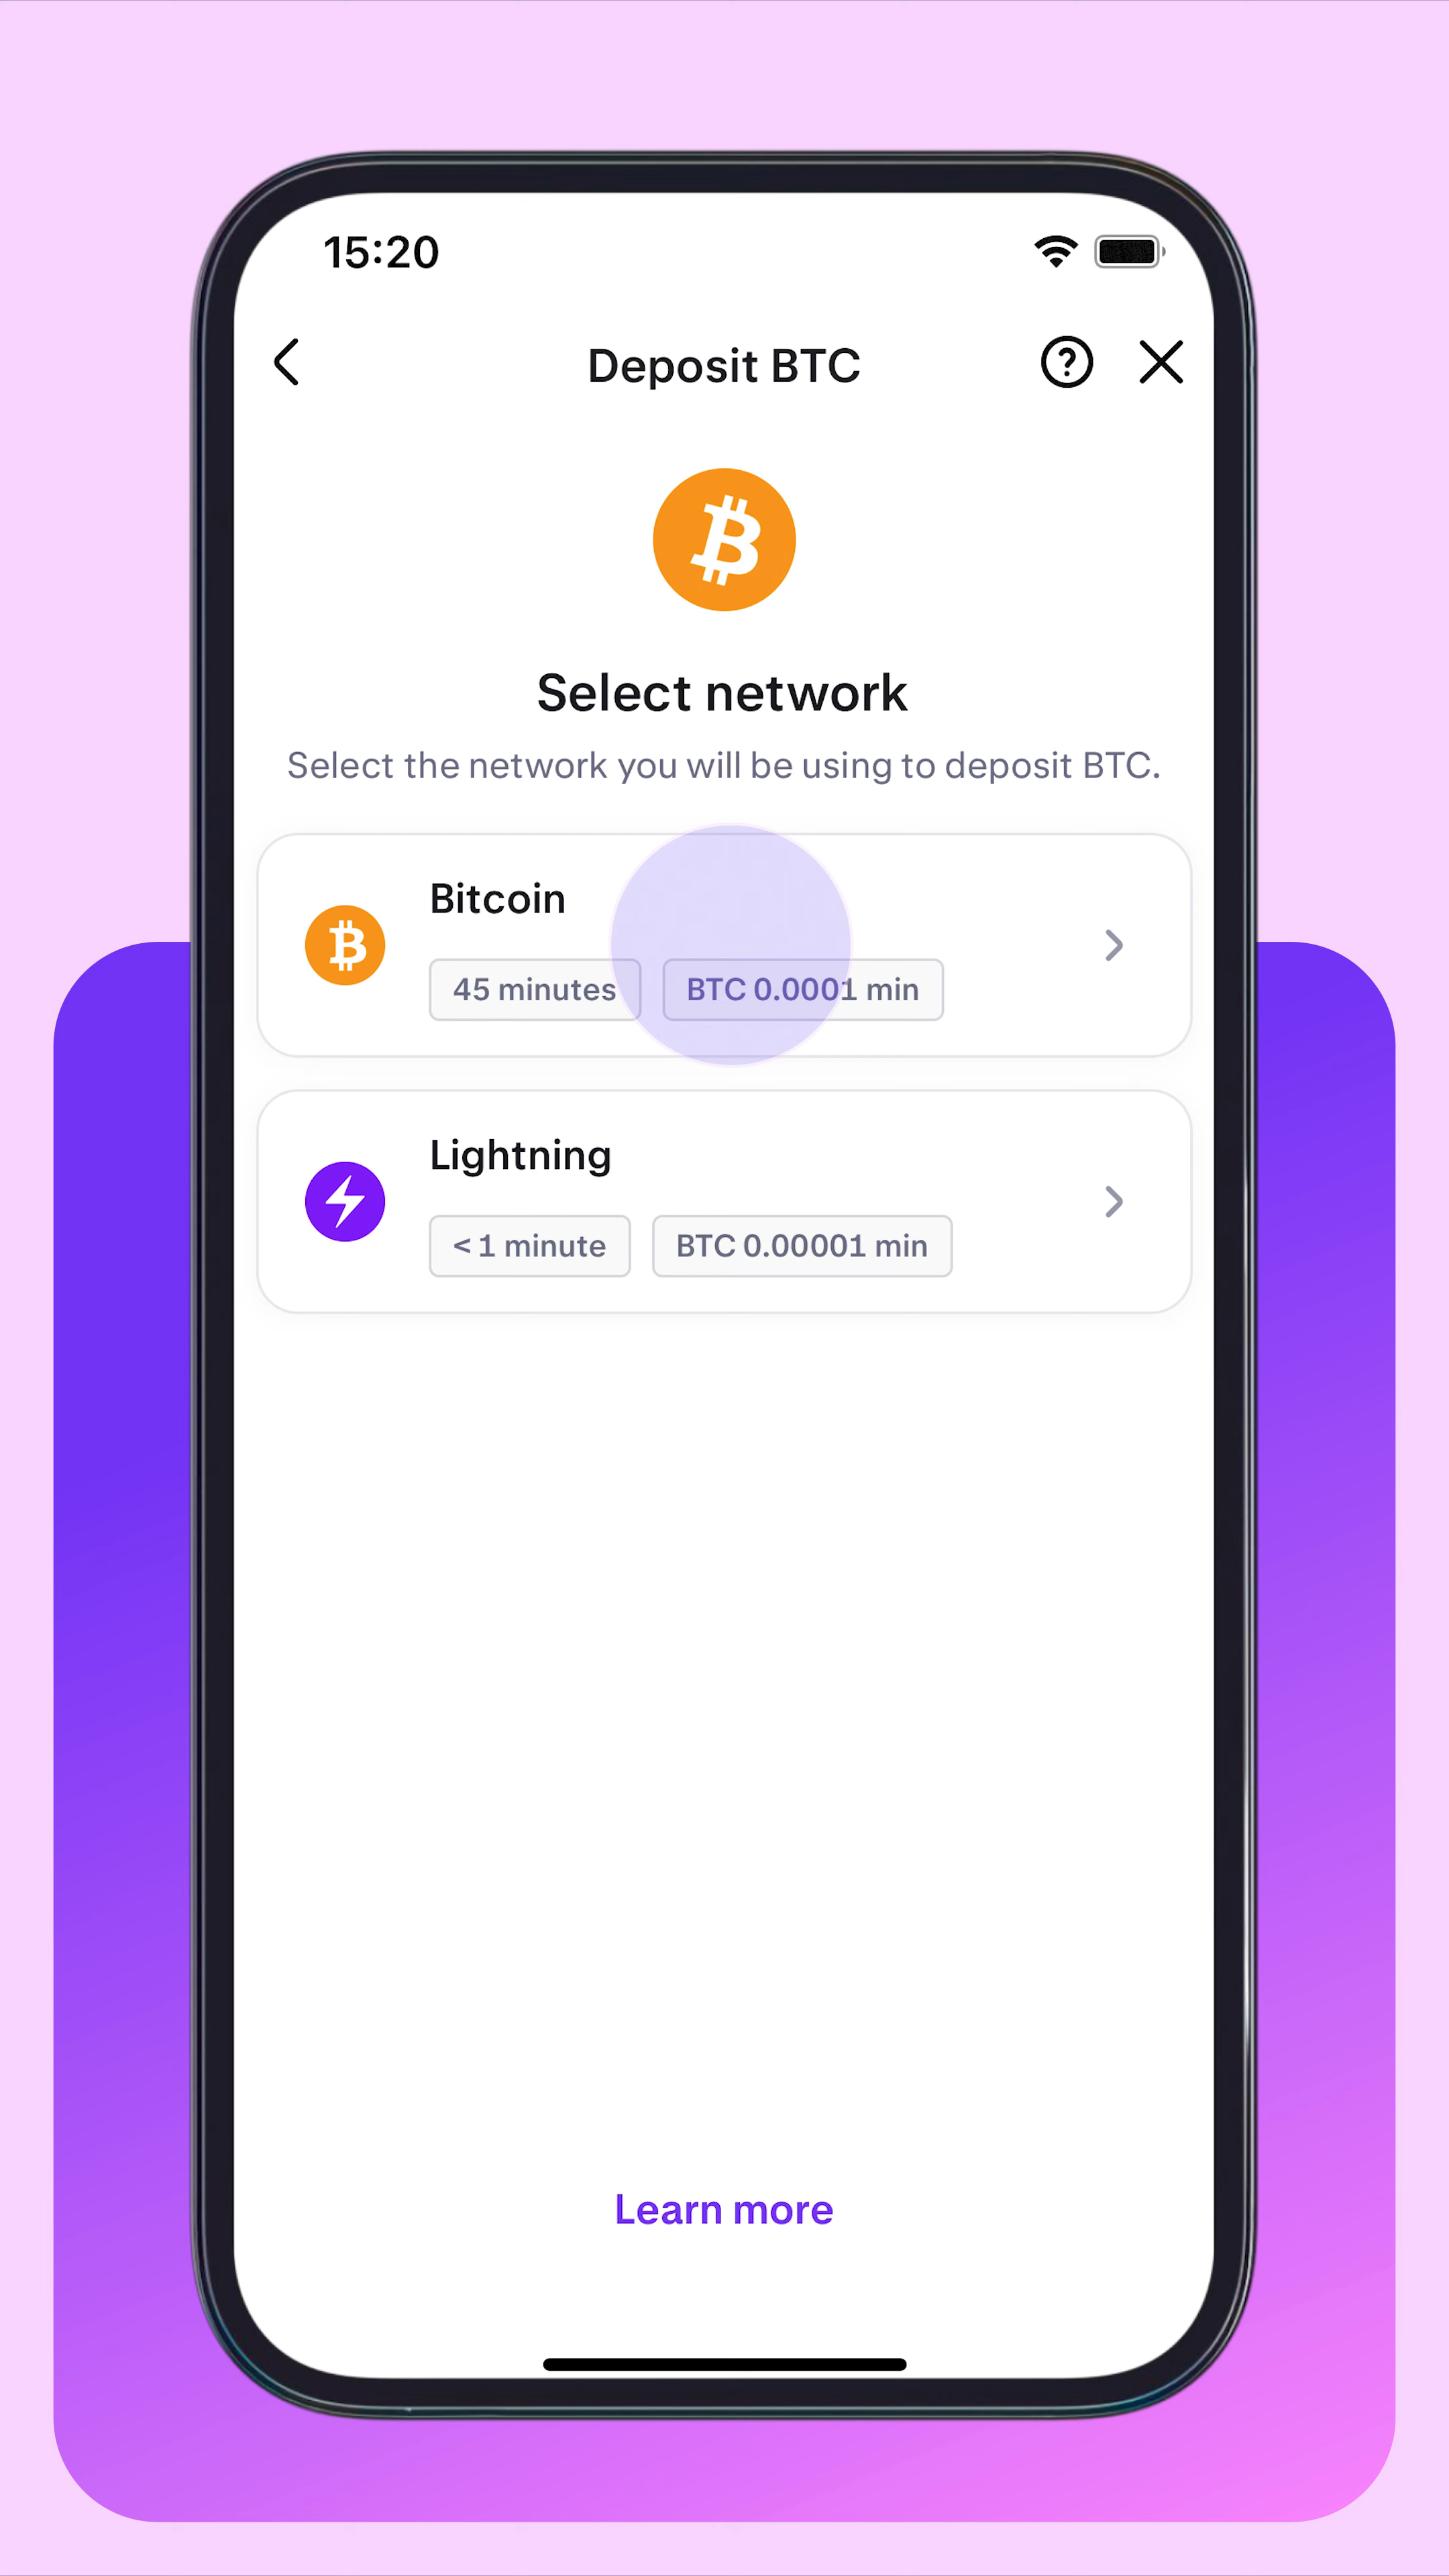 15:20
Deposit BTC
Select network
Select the network you will be using to deposit BTC.
Bitcoin
45 minutes BTC 0.0001 min
Lightning
< 1 minute BTC 0.00001 min
Learn more